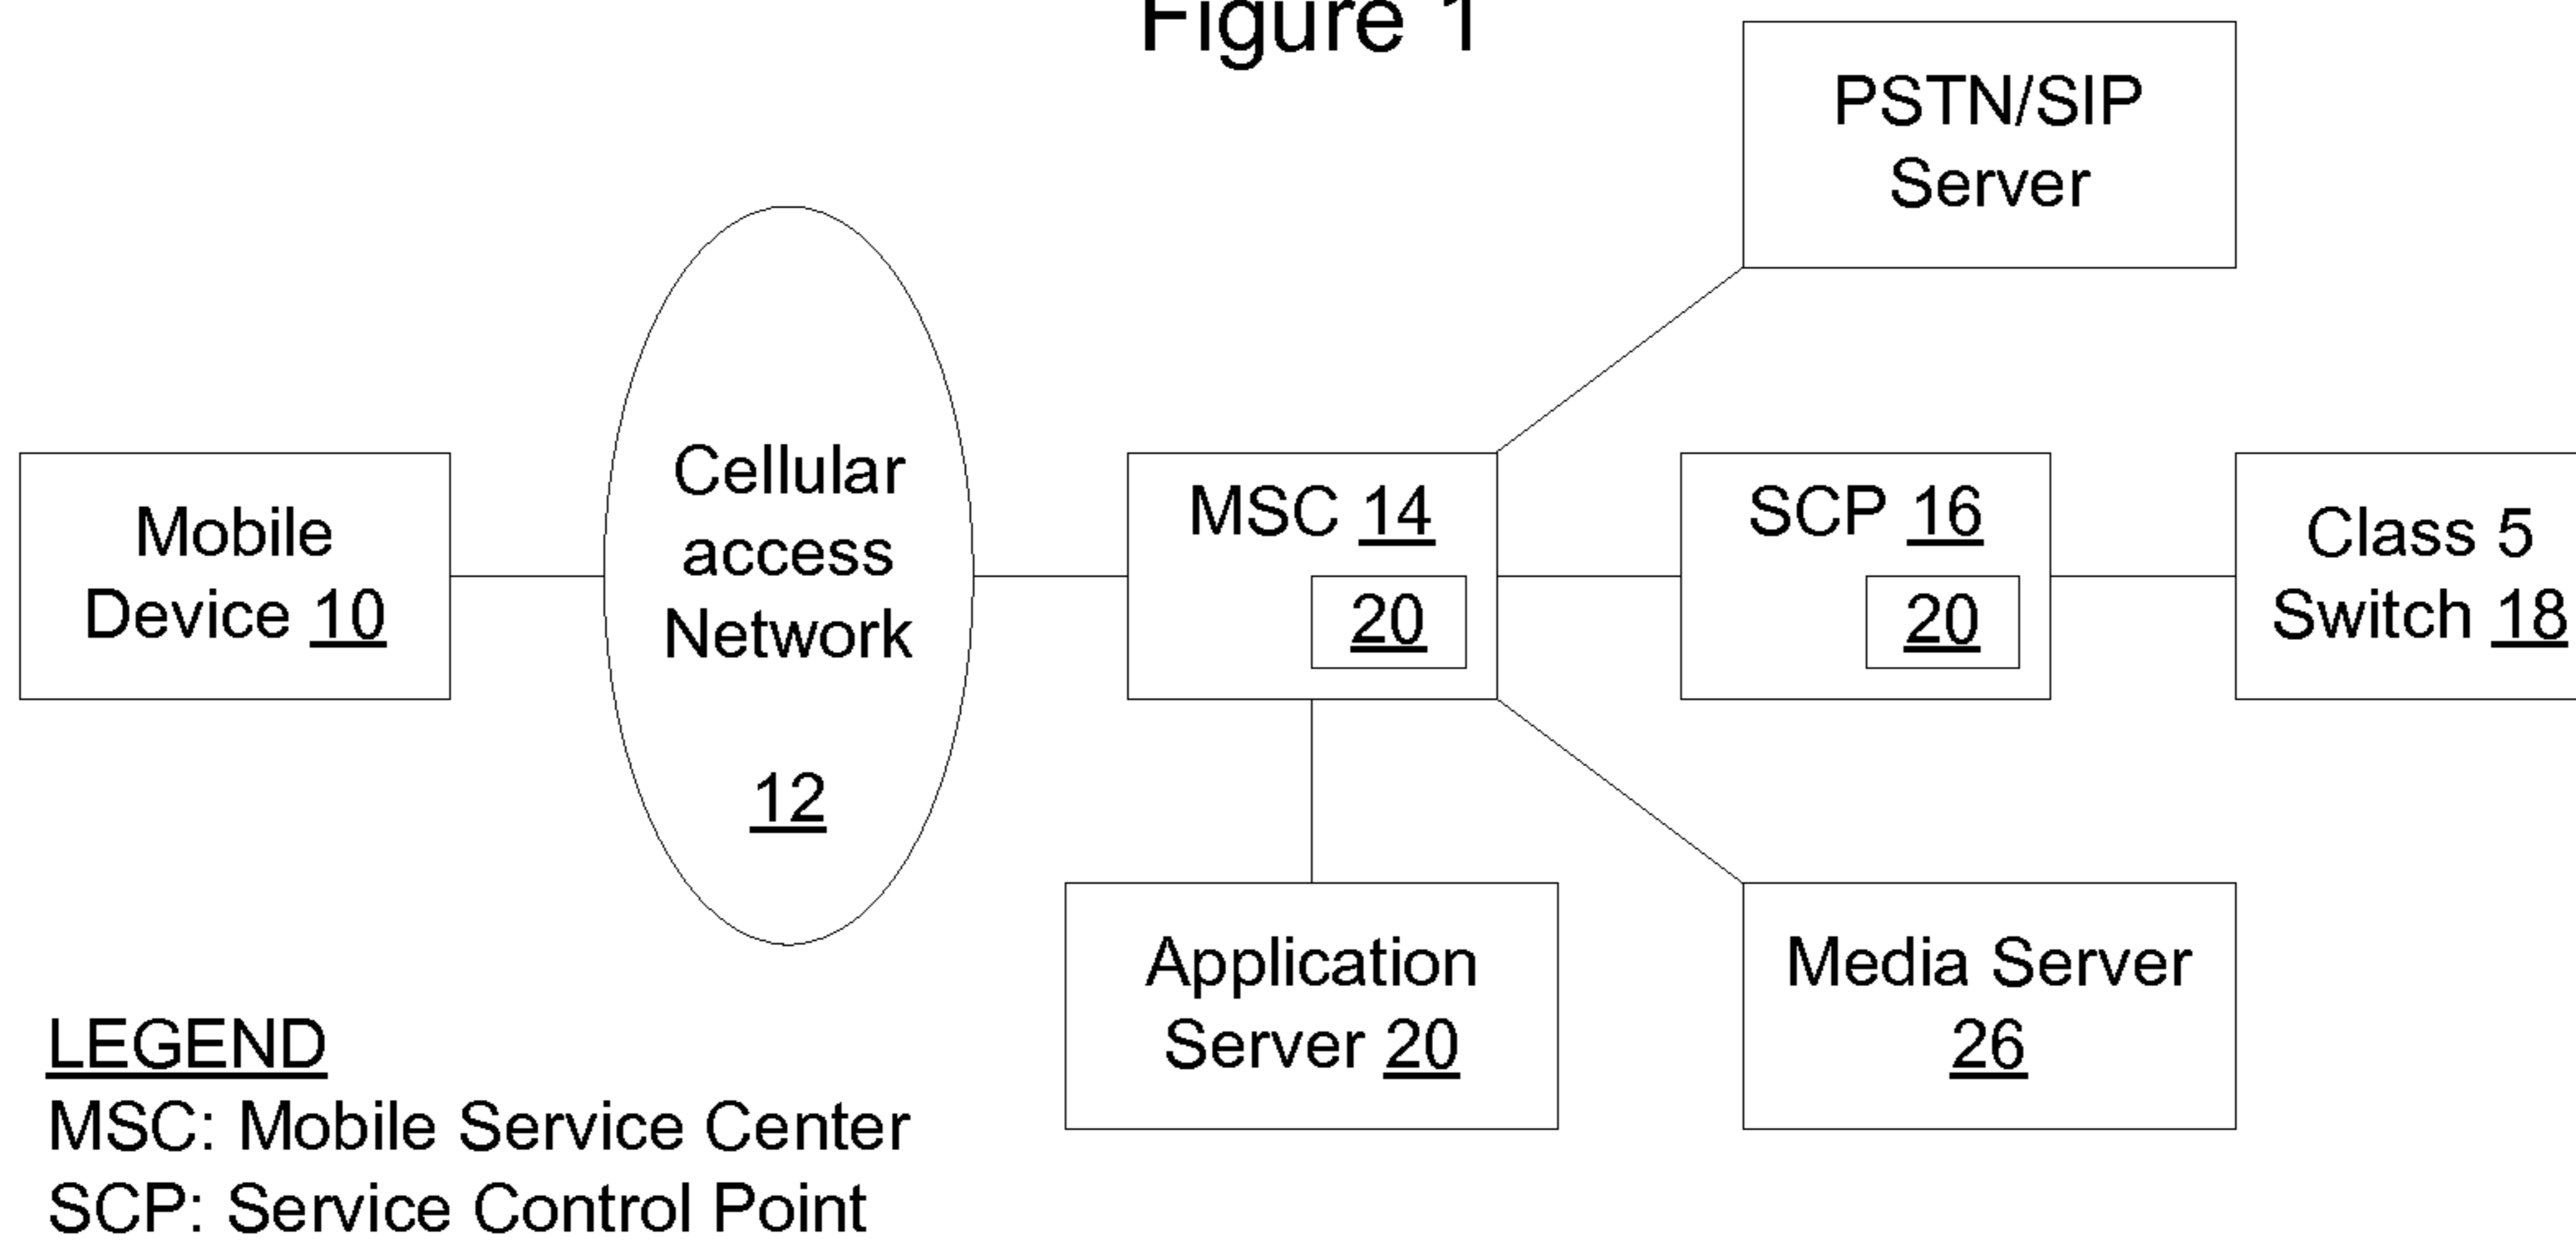 Figure 1
PSTN/SIP
Server
Mobile
Device 10
Cellular
access
Network
12
MSC 14
20
SCP 16
20
Class 5
Switch 18
Application
Server 20
Media Server
26
LEGEND
MSC: Mobile Service Center
SCP: Service Control Point